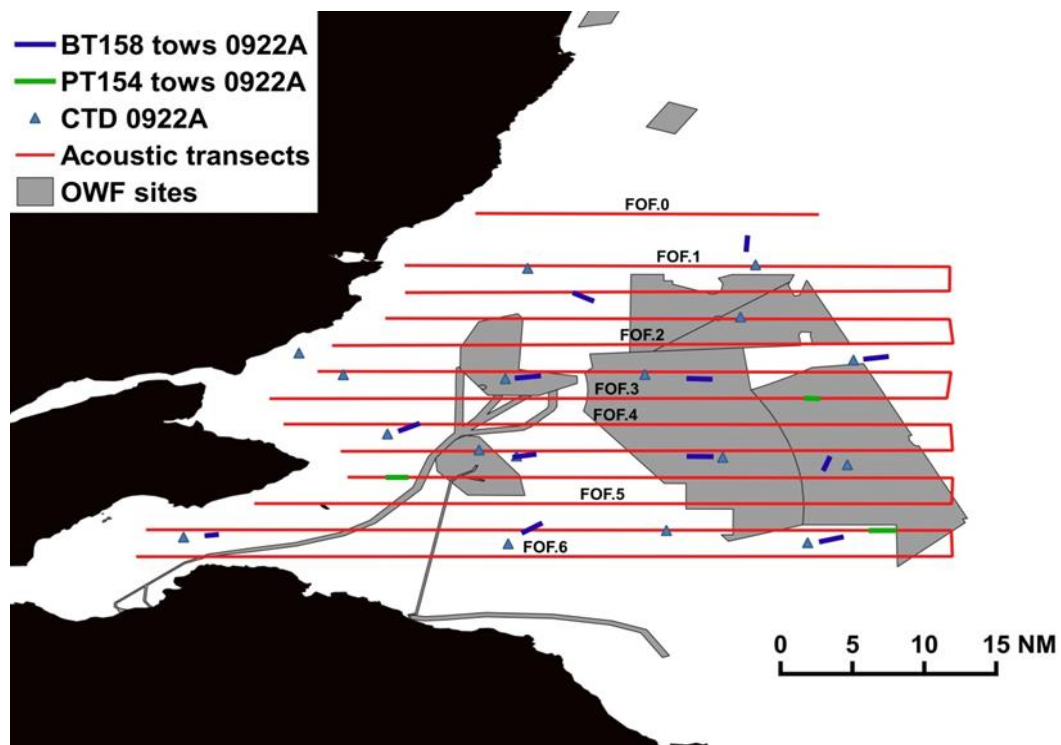 BT158 tows 0922A
PT154 tows 0922A
CTD 0922A
Acoustic transects
OWF sites
FOF.0
FOF.1
FOF.2
FOF.3
FOF.4
FOF.5
FOF.6
0 5 10 15 NM